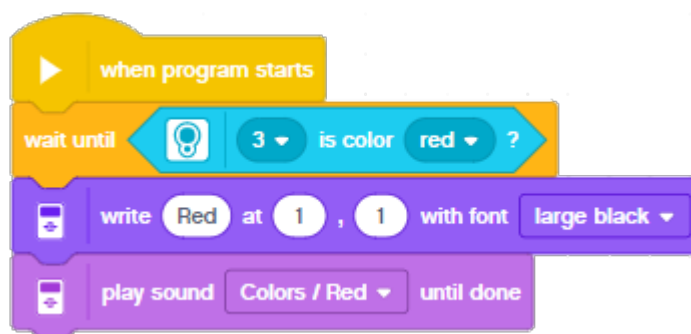 when program starts
wait until 3 is color red ?
write Red at 1 , 1 with font large black
play sound Colors / Red until done